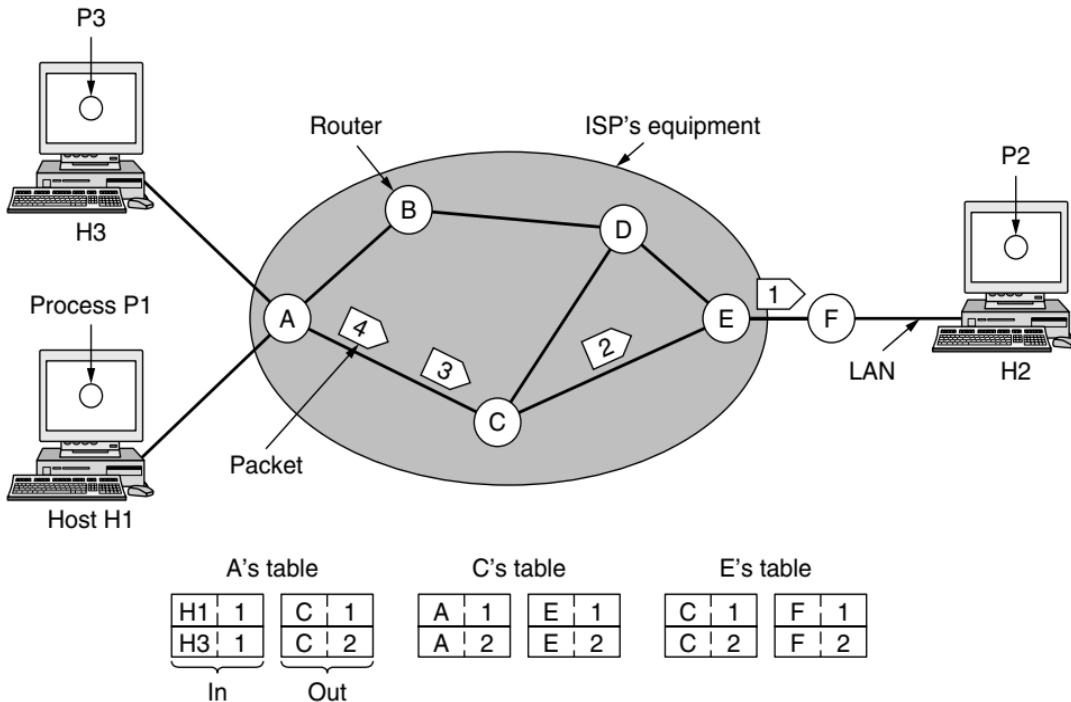 P3
Router
ISP's equipment
P2
B
D
H3
Process P1
A
4
3
2
E
1
F
LAN
H2
C
Packet
Host H1
A's table
C's table
E's table
H1 1 C 1 A 1 E 1 C 1 F 1
H3 1 C 2 A 2 E 2 C 2 F 2
In Out